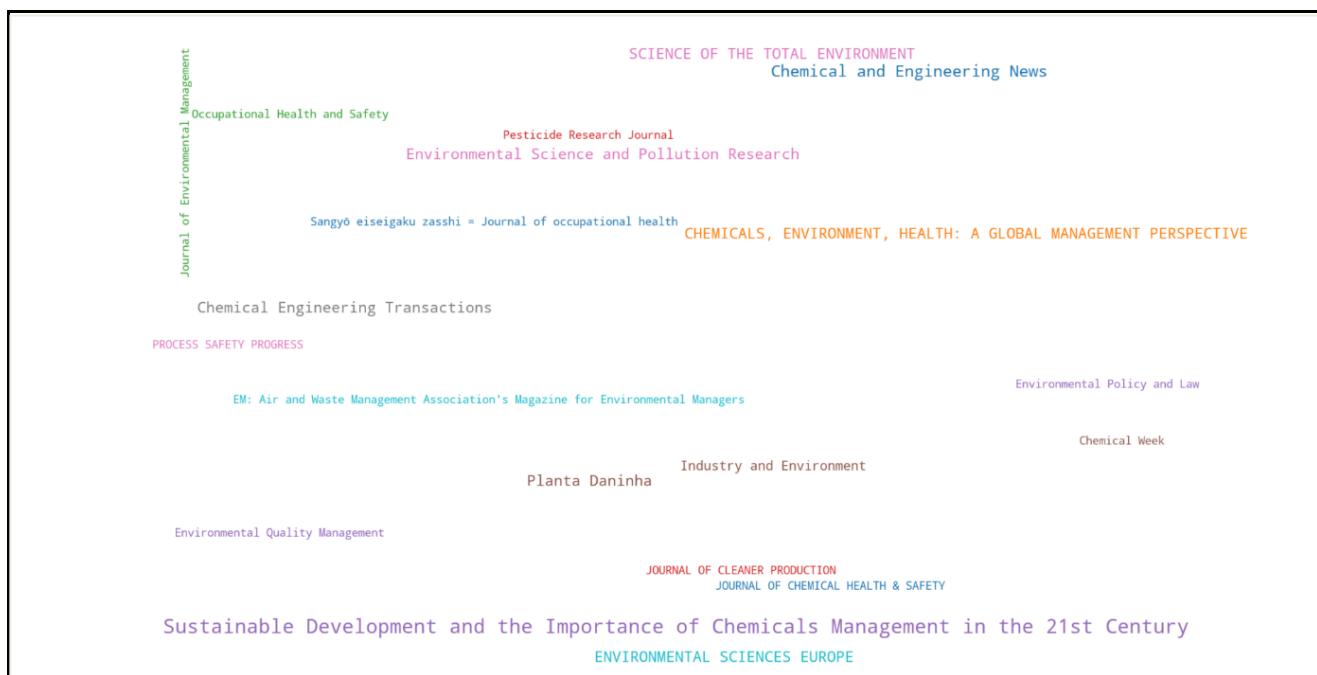 SCIENCE OF THE TOTAL ENVIRONMENT
Chemical and Engineering News
Journal of Environmental Management
Occupational Health and Safety
Pesticide Research Journal
Environmental Science and Pollution Research
Sangyō eiseigaku zasshi = Journal of occupational health
CHEMICALS, ENVIRONMENT, HEALTH: A GLOBAL MANAGEMENT PERSPECTIVE
Chemical Engineering Transactions
PROCESS SAFETY PROGRESS
Environmental Policy and Law
EM: Air and Waste Management Association's Magazine for Environmental Managers
Chemical Week
Industry and Environment
Planta Daninha
Environmental Quality Management
JOURNAL OF CLEANER PRODUCTION
JOURNAL OF CHEMICAL HEALTH & SAFETY
Sustainable Development and the Importance of Chemicals Management in the 21st Century
ENVIRONMENTAL SCIENCES EUROPE